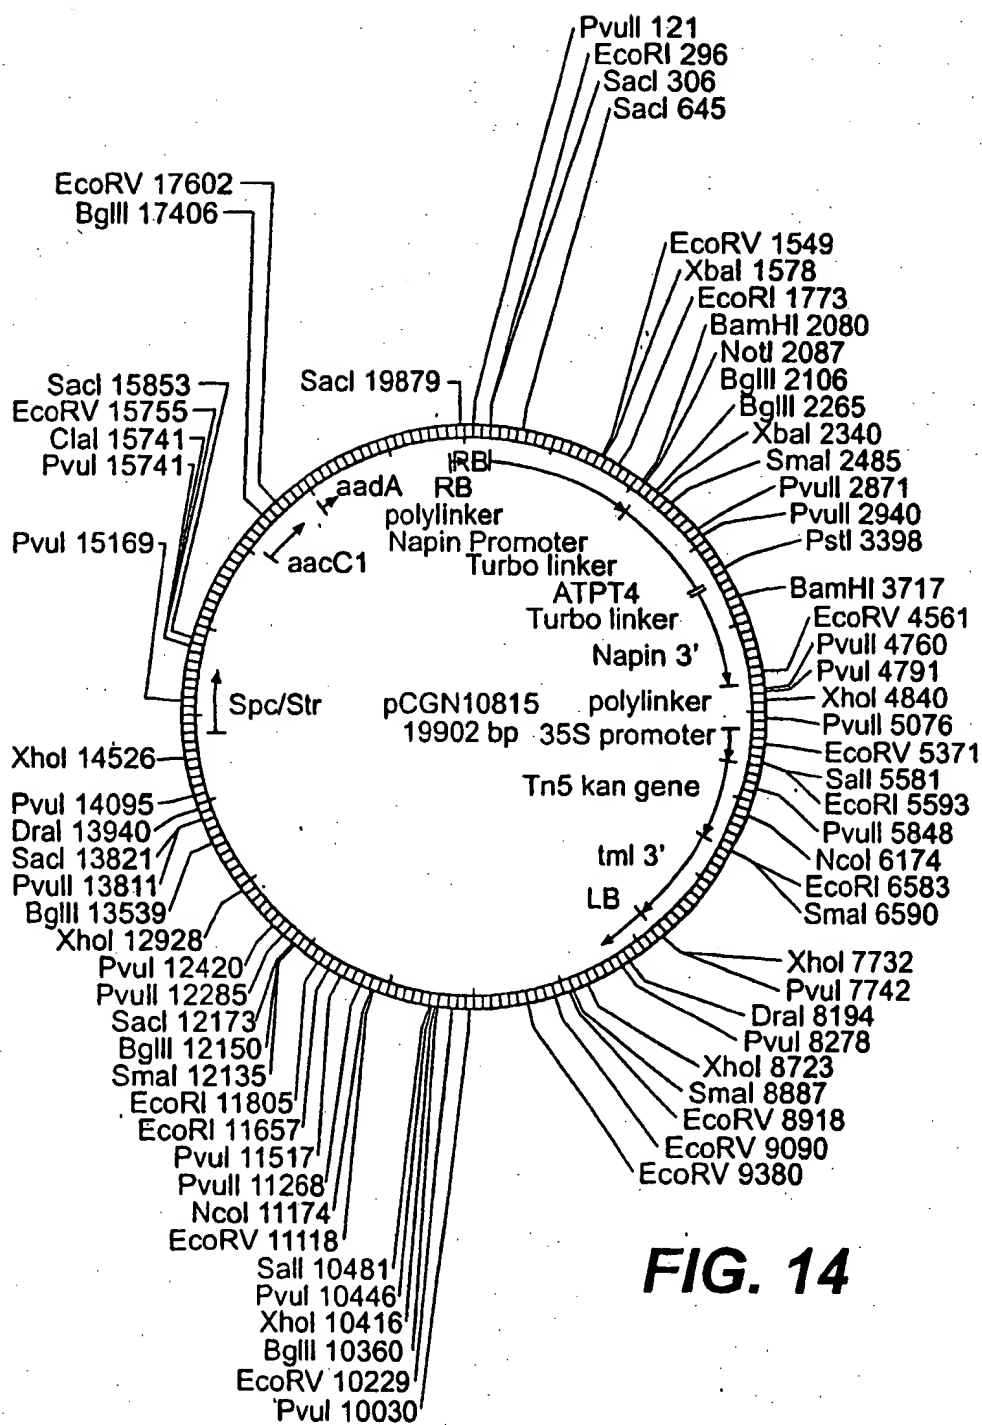 PvuII 121
EcoRI 296
SacI 306
SacI 645
EcoRV 17602
BglII 17406
EcoRV 1549
XbaI 1578
EcoRI 1773
BamHI 2080
NotI 2087
BglII 2106
BglII 2265
XbaI 2340
SmaI 2485
PvuII 2871
PvuII 2940
PstI 3398
BamHI 3717
EcoRV 4561
PvuII 4760
PvuI 4791
XhoI 4840
PvuII 5076
EcoRV 5371
SalI 5581
EcoRI 5593
PvuII 5848
NcoI 6174
EcoRI 6583
SmaI 6590
XhoI 7732
PvuI 7742
DraI 8194
PvuI 8278
XhoI 8723
SmaI 8887
EcoRV 8918
EcoRV 9090
EcoRV 9380
SacI 19879
SacI 15853
EcoRV 15755
ClaI 15741
PvuI 15741
PvuI 15169
XhoI 14526
PvuI 14095
DraI 13940
SacI 13821
PvuII 13811
BglII 13539
XhoI 12928
PvuI 12420
PvuII 12285
SacI 12173
BglII 12150
SmaI 12135
EcoRI 11805
EcoRI 11657
PvuI 11517
PvuII 11268
NcoI 11174
EcoRV 11118
SalI 10481
PvuI 10446
XhoI 10416
BglII 10360
EcoRV 10229
PvuI 10030
RB
aadA RB
polylinker
Napin Promoter
aacC1
Turbo linker
ATPT4
Turbo linker
Napin 3'
Spc/Str
pCGN10815
19902 bp
polylinker
35S promoter
Tn5 kan gene
tml 3'
LB
FIG. 14